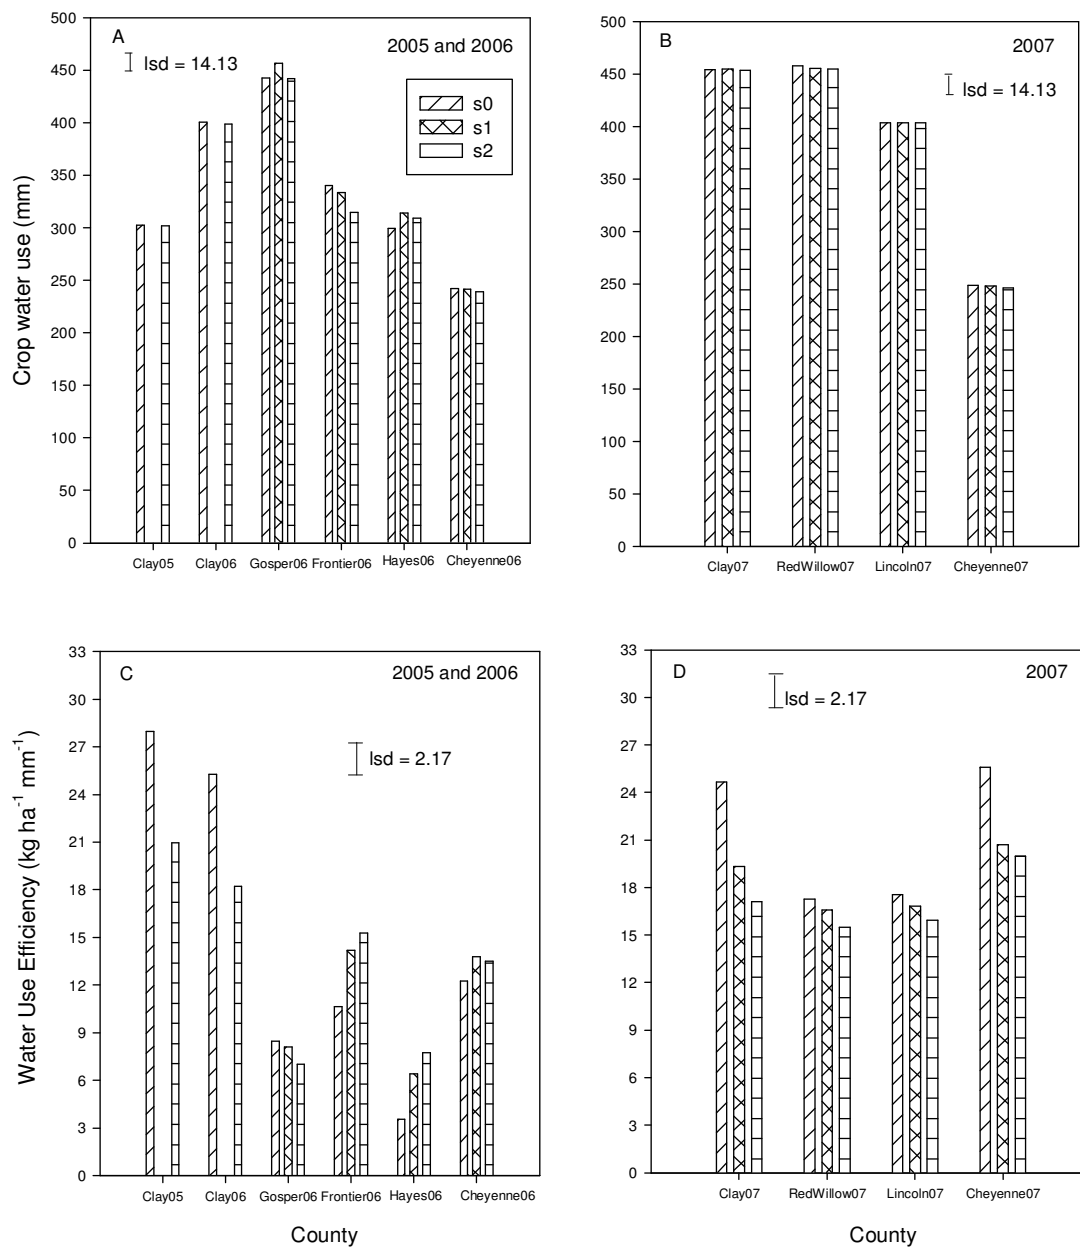 A
2005 and 2006
lsd = 14.13
s0
s1
s2
500
450
400
350
300
250
200
150
100
50
0
Crop water use (mm)
Clay05 Clay06 Gosper06 Frontier06 Hayes06 Cheyenne06
B
2007
lsd = 14.13
500
450
400
350
300
250
200
150
100
50
0
Clay07 RedWillow07 Lincoln07 Cheyenne07
C
2005 and 2006
lsd = 2.17
33
30
27
24
21
18
15
12
9
6
3
0
Water Use Efficiency (kg ha⁻¹ mm⁻¹)
Clay05 Clay06 Gosper06 Frontier06 Hayes06 Cheyenne06
County
D
2007
lsd = 2.17
33
30
27
24
21
18
15
12
9
6
3
0
Clay07 RedWillow07 Lincoln07 Cheyenne07
County